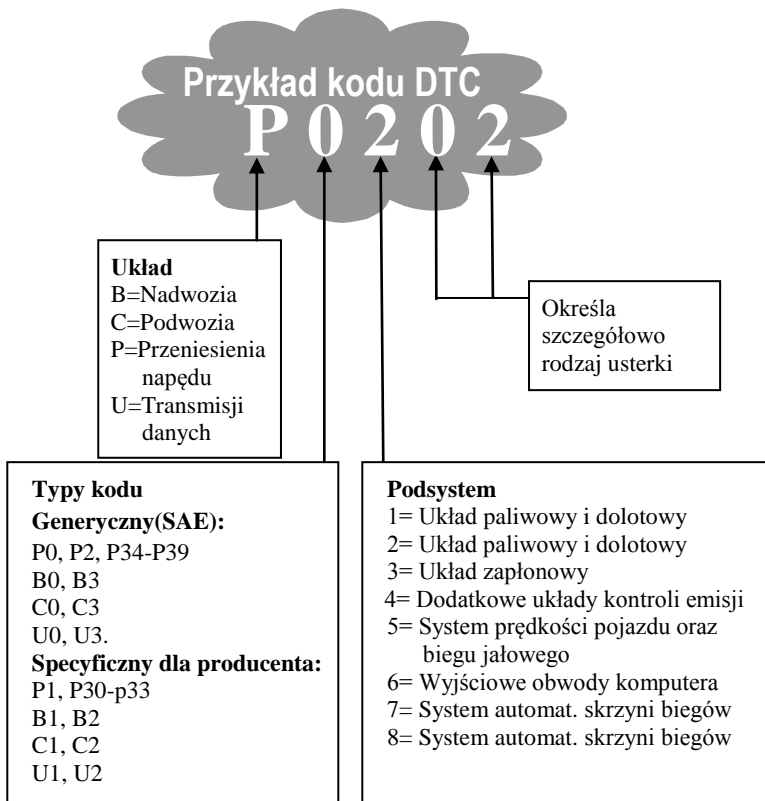 Przykład kodu DTC
P0202
Układ
B=Nadwozia
C=Podwozia
P=Przeniesienia
napędu
U=Transmisji
danych
Określa
szczegółowo
rodzaj usterki
Typy kodu
Generyczny(SAE):
P0, P2, P34-P39
B0, B3
C0, C3
U0, U3.
Specyficzny dla producenta:
P1, P30-p33
B1, B2
C1, C2
U1, U2
Podsystem
1= Układ paliwowy i dolotowy
2= Układ paliwowy i dolotowy
3= Układ zapłonowy
4= Dodatkowe układy kontroli emisji
5= System prędkości pojazdu oraz
biegu jałowego
6= Wyjściowe obwody komputera
7= System automat. skrzyni biegów
8= System automat. skrzyni biegów